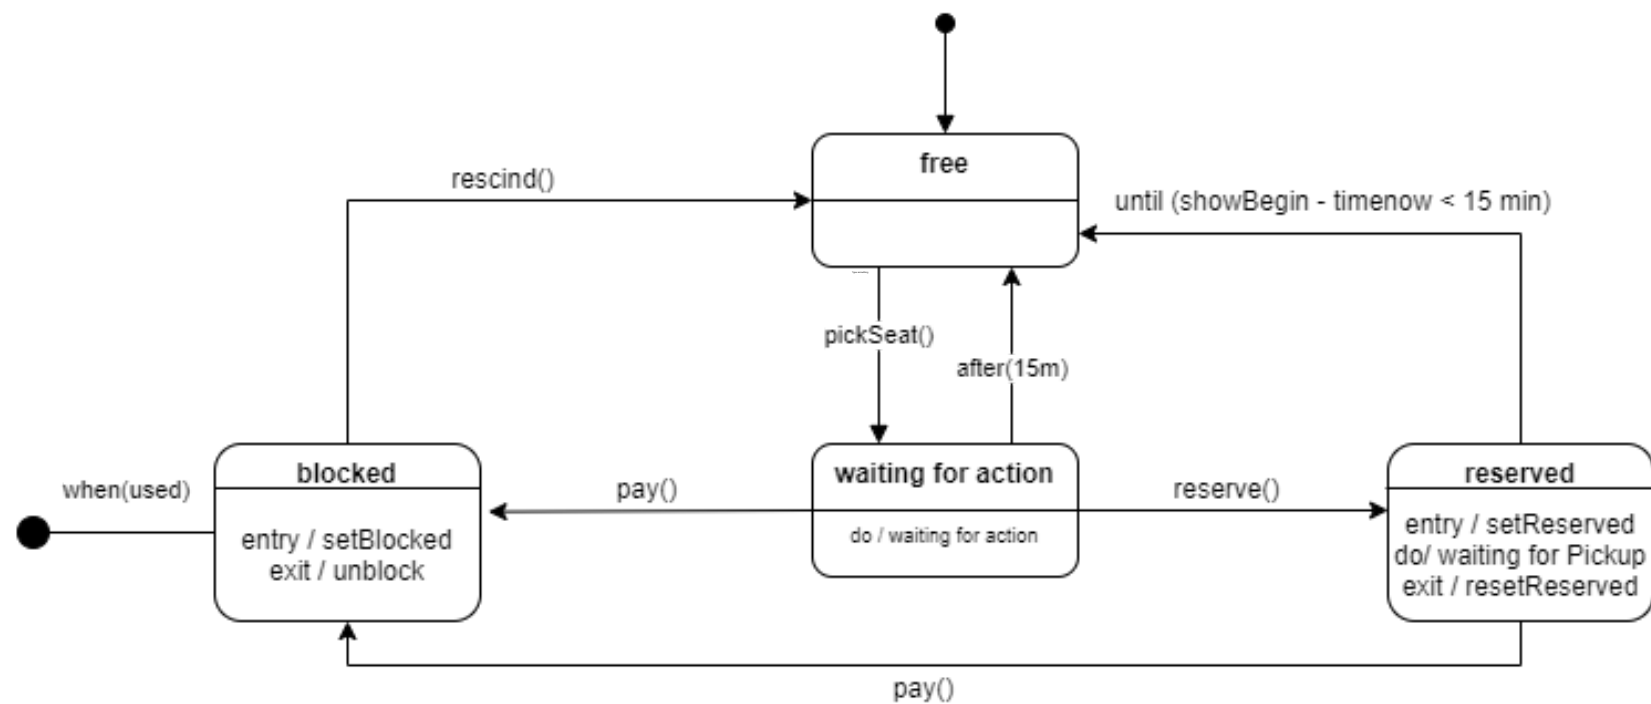 free
rescind()
until (showBegin - timenow < 15 min)
pickSeat()
after(15m)
blocked
waiting for action
reserved
when(used)
pay()
reserve()
entry / setBlocked
exit / unblock
do / waiting for action
entry / setReserved
do/ waiting for Pickup
exit / resetReserved
pay()